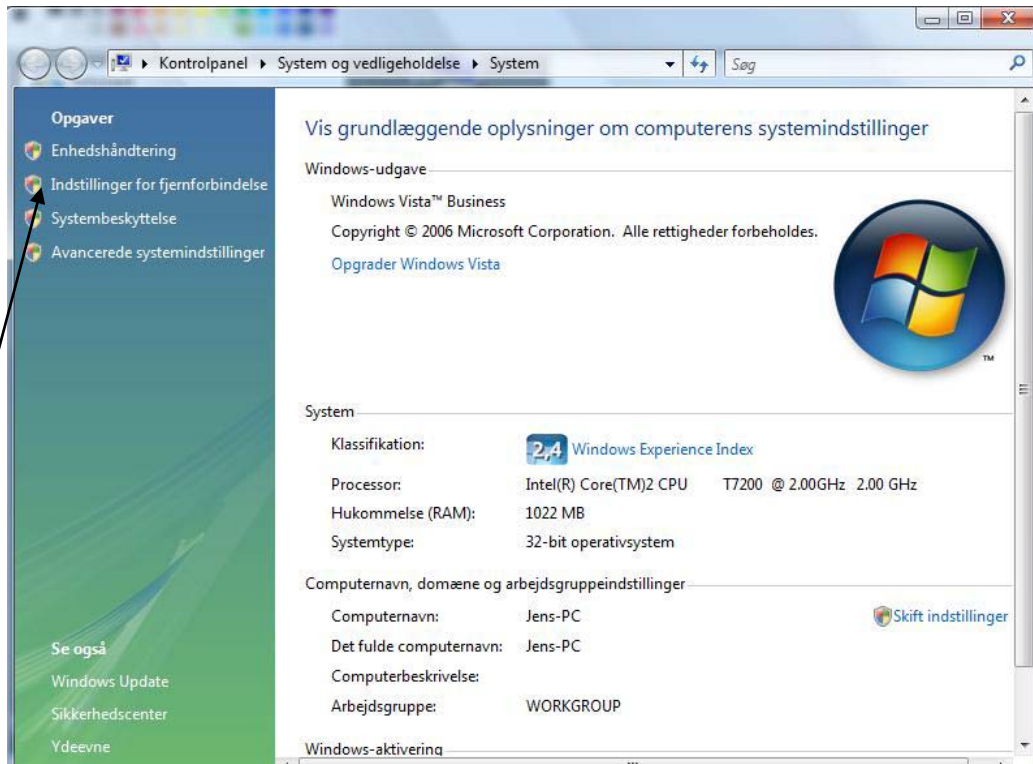 Kontrolpanel ▸ System og vedligeholdelse ▸ System
Søg
Opgaver
Enhedshåndtering
Indstillinger for fjernforbindelse
Systembeskyttelse
Avancerede systemindstillinger
Se også
Windows Update
Sikkerhedscenter
Ydeevne
Vis grundlæggende oplysninger om computerens systemindstillinger
Windows-udgave
Windows Vista™ Business
Copyright © 2006 Microsoft Corporation. Alle rettigheder forbeholdes.
Opgrader Windows Vista
TM
System
Klassifikation: 2,4 Windows Experience Index
Processor: Intel(R) Core(TM)2 CPU T7200 @ 2.00GHz 2.00 GHz
Hukommelse (RAM): 1022 MB
Systemtype: 32-bit operativsystem
Computernavn, domæne og arbejdsgruppeindstillinger
Computernavn: Jens-PC Skift indstillinger
Det fulde computernavn: Jens-PC
Computerbeskrivelse:
Arbejdsgruppe: WORKGROUP
Windows-aktivering